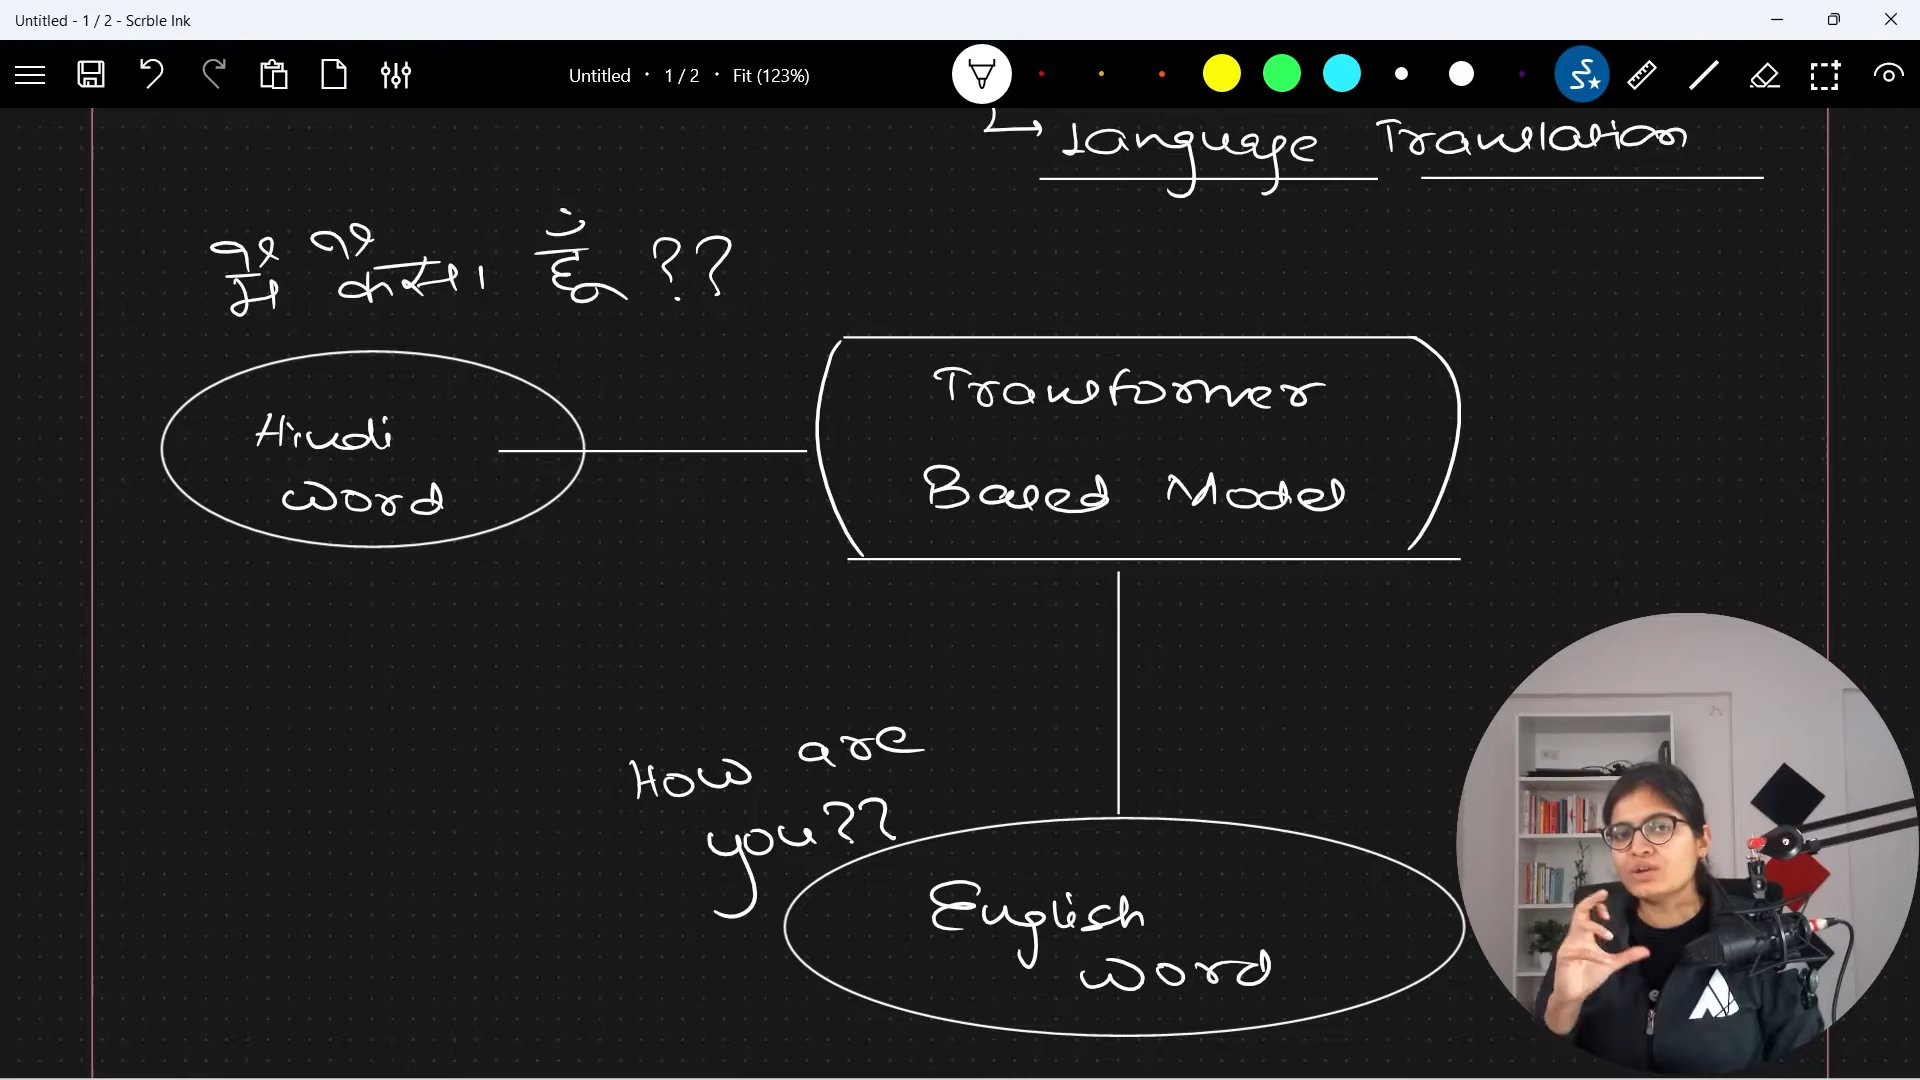 Untitled - 1 / 2 - Scrble Ink
Untitled • 1 / 2 • Fit (123%)
Language Translation
मैं कैसा हूँ ??
Hindi
word
Transformer
Based Model
How are
you??
English
word